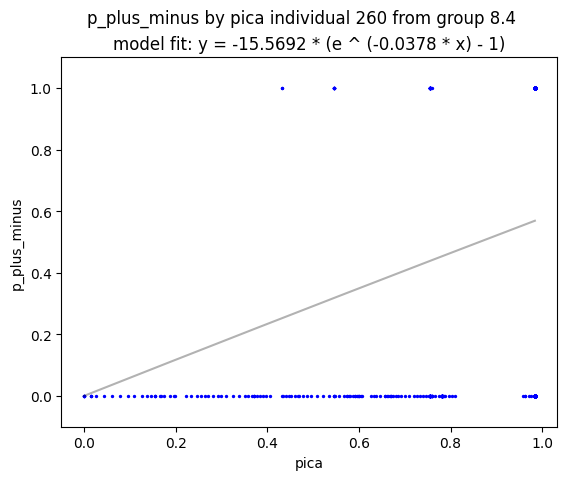 p_plus_minus by pica individual 260 from group 8.4
model fit: y = -15.5692 * (e ^ (-0.0378 * x) - 1)
1.0
0.8
0.6
0.4
0.2
0.0
p_plus_minus
0.0 0.2 0.4 0.6 0.8 1.0
pica